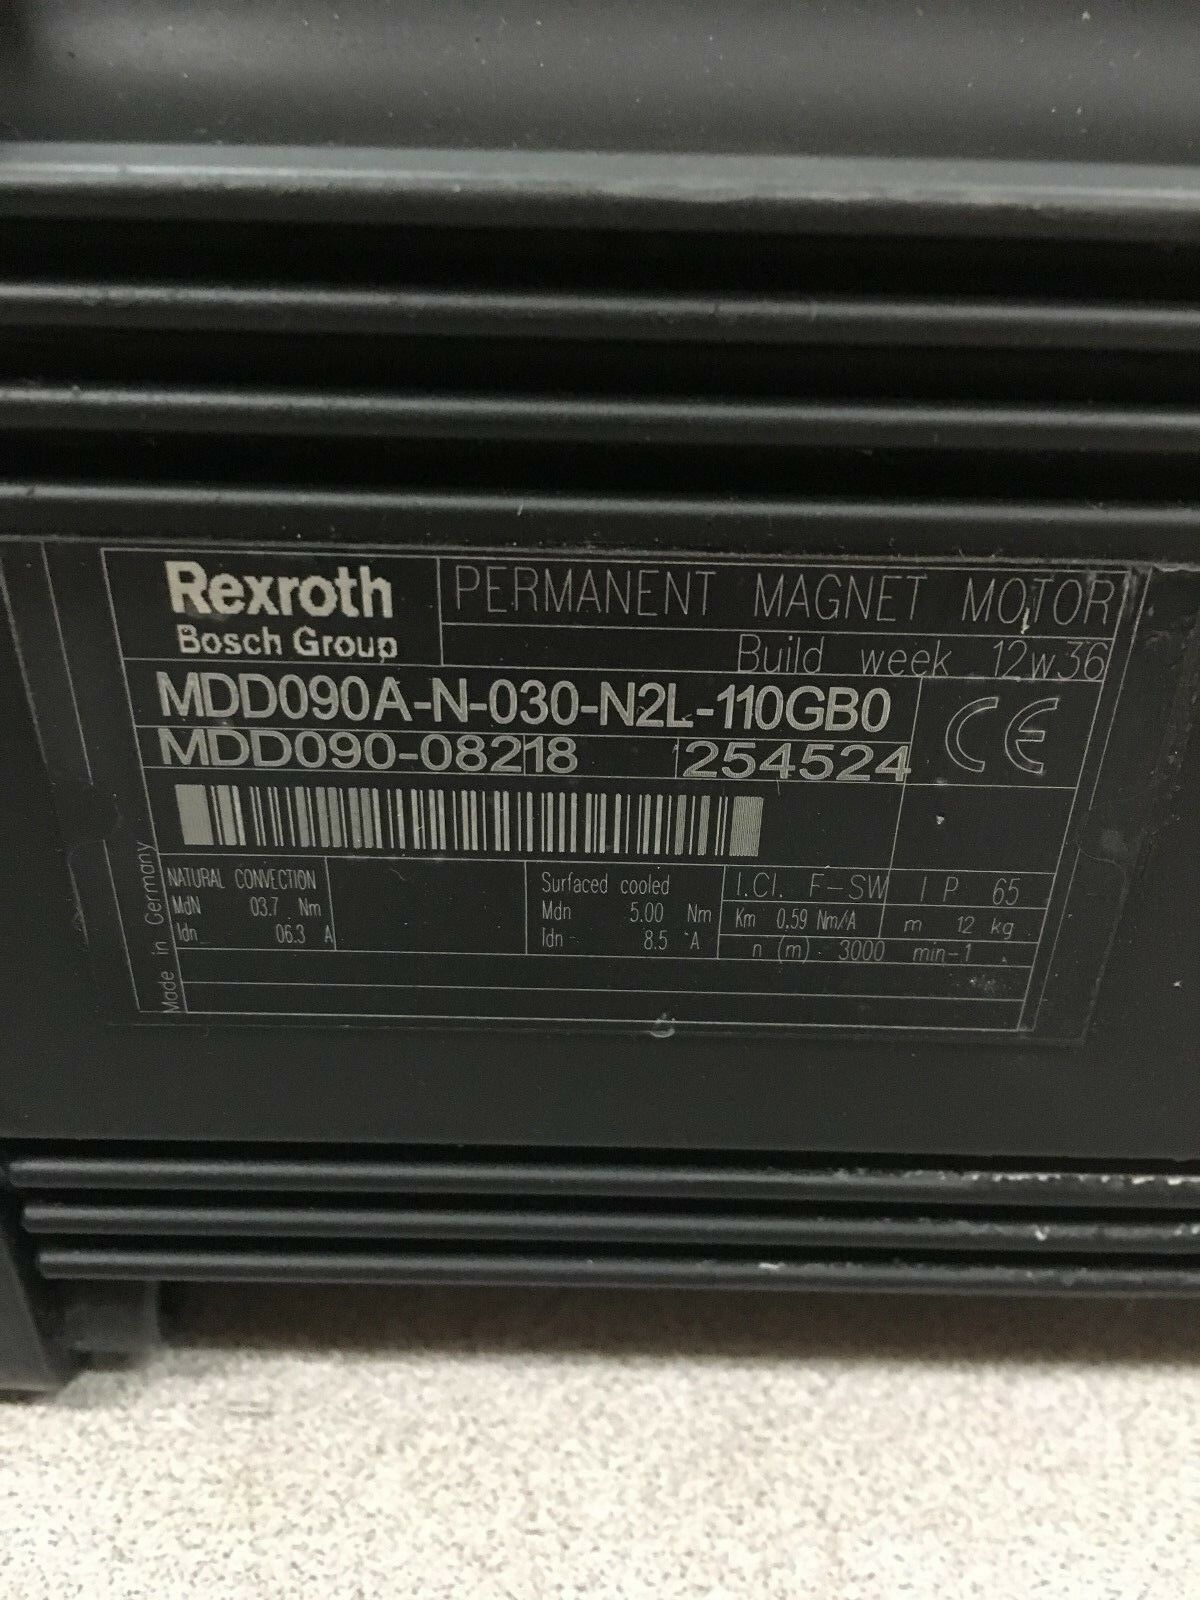 Rexroth
Bosch Group
PERMANENT MAGNET MOTOR
Build week 12w36
MDD090A-N-030-N2L-110GB0
MDD090-08218 254524
CE
Made in Germany
NATURAL CONVECTION
MdN 03.7 Nm
Idn 06.3 A
Surfaced cooled
Mdn 5.00 Nm
Idn 8.5 A
I.Cl. F-SW IP 65
Km 0,59 Nm/A m 12 kg
n (m) 3000 min-1